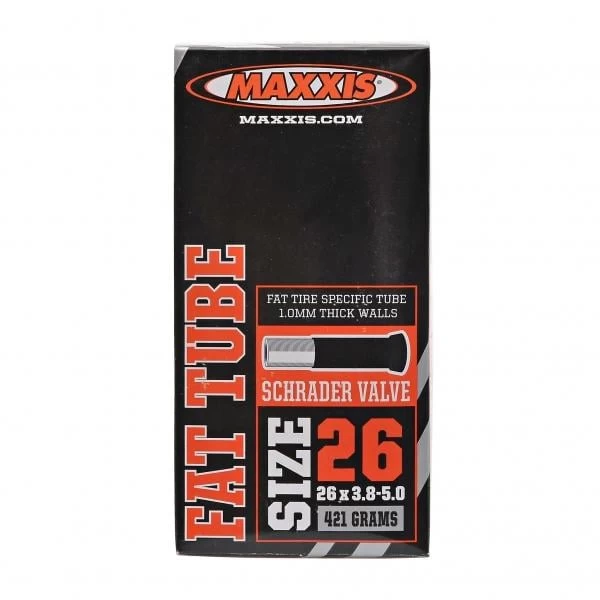 MAXXIS®
MAXXIS.COM
FAT TUBE
FAT TIRE SPECIFIC TUBE
1.0MM THICK WALLS
SCHRADER VALVE
SIZE
26
26 x 3.8-5.0
421 GRAMS